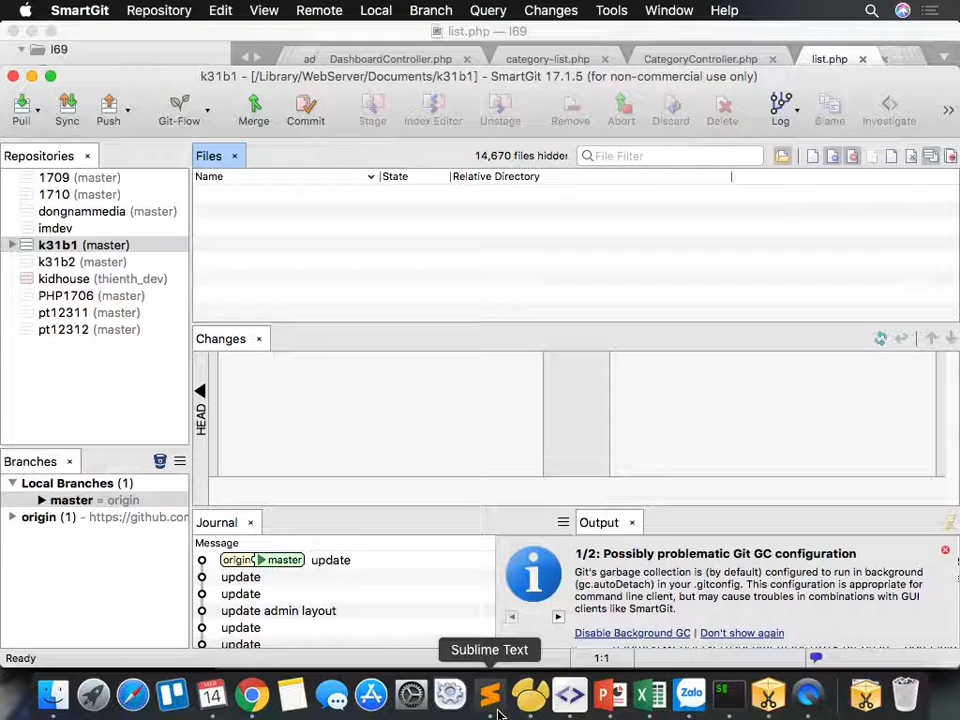 SmartGit Repository Edit View Remote Local Branch Query Changes Tools Window Help
list.php — l69
l69
ad DashboardController.php × category-list.php × CategoryController.php × list.php ×
k31b1 - [/Library/WebServer/Documents/k31b1] - SmartGit 17.1.5 (for non-commercial use only)
Pull Sync Push Git-Flow Merge Commit Stage Index Editor Unstage Remove Abort Discard Delete Log Blame Investigate »
Repositories ×
Files × 14,670 files hidden File Filter
Name State Relative Directory
1709 (master)
1710 (master)
dongnammedia (master)
imdev
k31b1 (master)
k31b2 (master)
kidhouse (thienth_dev)
PHP1706 (master)
pt12311 (master)
pt12312 (master)
Changes ×
HEAD
Branches ×
Local Branches (1)
master = origin
origin (1) - https://github.com
Journal ×
Message
origin master update
update
update
update admin layout
update
update
Output ×
1/2: Possibly problematic Git GC configuration
Git's garbage collection is (by default) configured to run in background
(gc.autoDetach) in your .gitconfig. This configuration is appropriate for
command line client, but may cause troubles in combinations with GUI
clients like SmartGit.
Disable Background GC | Don't show again
Sublime Text
Ready 1:1
14
Zalo